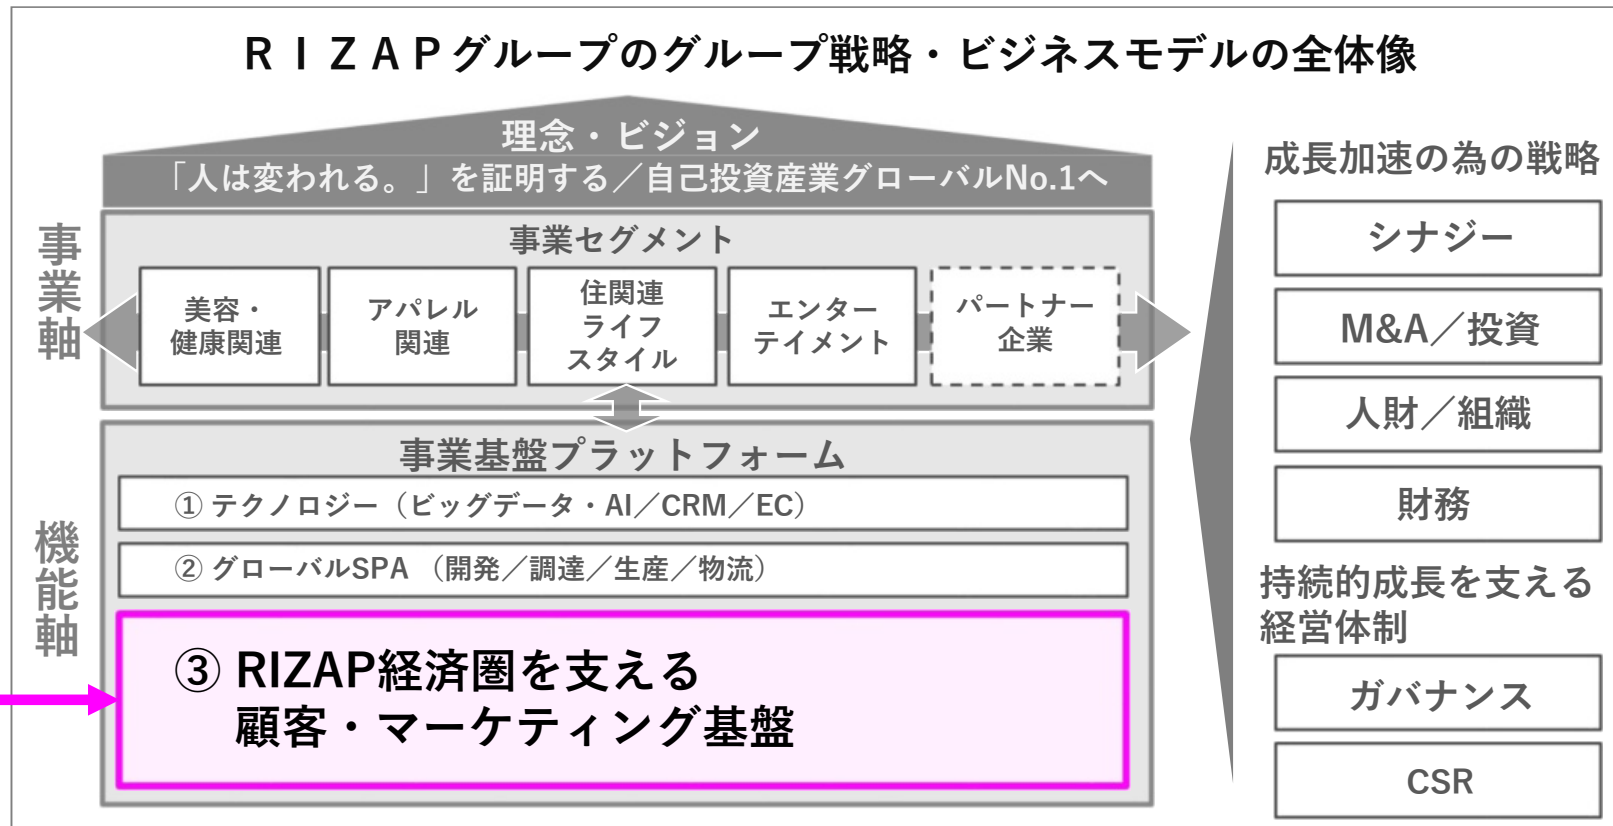 ＲＩＺＡＰグループのグループ戦略・ビジネスモデルの全体像
理念・ビジョン
「人は変われる。」を証明する／自己投資産業グローバルNo.1へ
事業軸
事業セグメント
美容・
健康関連
アパレル
関連
住関連
ライフ
スタイル
エンター
テイメント
パートナー
企業
機能軸
事業基盤プラットフォーム
① テクノロジー（ビッグデータ・AI／CRM／EC）
② グローバルSPA （開発／調達／生産／物流）
③ RIZAP経済圏を支える
顧客・マーケティング基盤
成長加速の為の戦略
シナジー
M&A／投資
人財／組織
財務
持続的成長を支える
経営体制
ガバナンス
CSR